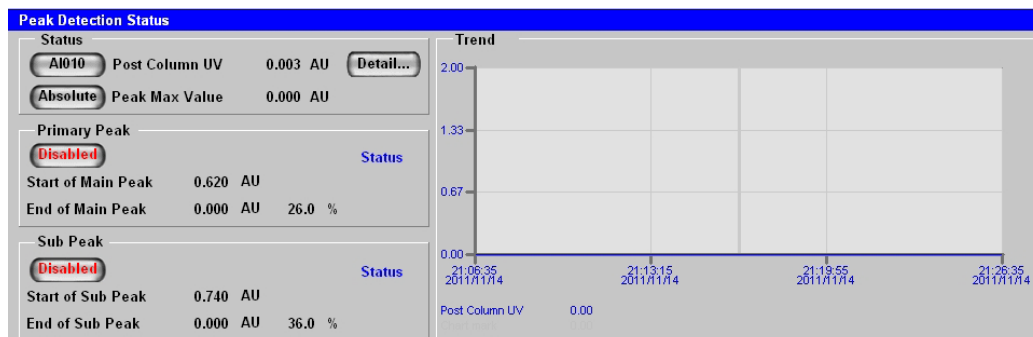 Peak Detection Status
Status
AI010 Post Column UV 0.003 AU Detail...
Absolute Peak Max Value 0.000 AU
Primary Peak
Disabled Status
Start of Main Peak 0.620 AU
End of Main Peak 0.000 AU 26.0 %
Sub Peak
Disabled Status
Start of Sub Peak 0.740 AU
End of Sub Peak 0.000 AU 36.0 %
Trend
2.00
1.33
0.67
0.00
21:06:35 21:13:15 21:19:55 21:26:35
2011/11/14 2011/11/14 2011/11/14 2011/11/14
Post Column UV 0.00
0.00